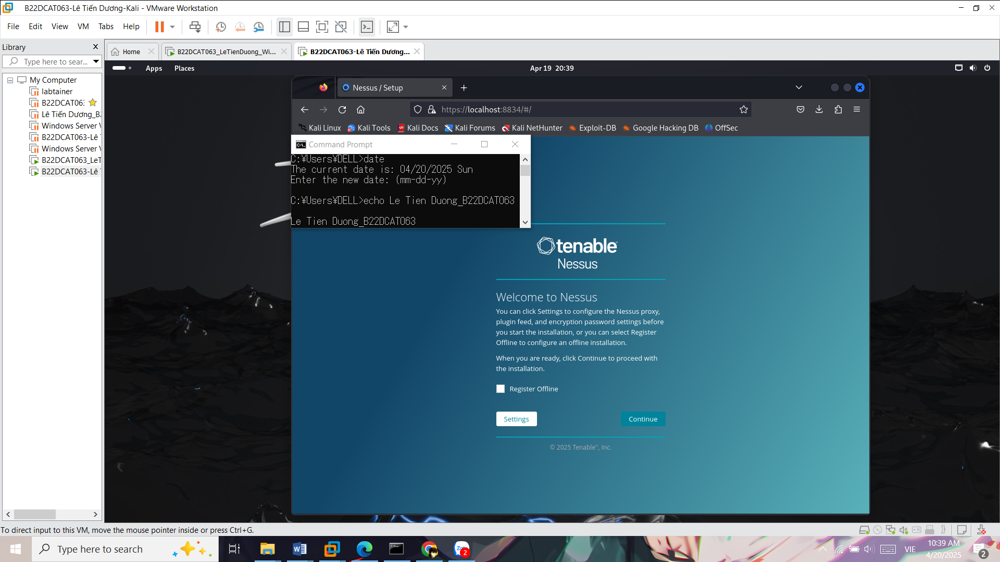 B22DCAT063-Lê Tiến Dương-Kali - VMware Workstation
File Edit View VM Tabs Help
Library
Type here to sear...
My Computer
labtainer
B22DCAT063
Lê Tiến Dương_B2
Windows Server V
B22DCAT063-Lê T
Windows Server V
B22DCAT063_LeT
B22DCAT063-Lê T
Home
B22DCAT063_LeTienDuong_Wi...
B22DCAT063-Lê Tiến Dương...
Apps Places
Apr 19 20:39
Nessus / Setup
https://localhost:8834/#/
Kali Linux Kali Tools Kali Docs Kali Forums Kali NetHunter Exploit-DB Google Hacking DB OffSec
Command Prompt
C:¥Users¥DELL>date
The current date is: 04/20/2025 Sun
Enter the new date: (mm-dd-yy)
C:¥Users¥DELL>echo Le Tien Duong_B22DCAT063
Le Tien Duong_B22DCAT063
tenable
Nessus
Welcome to Nessus
You can click Settings to configure the Nessus proxy,
plugin feed, and encryption password settings before
you start the installation, or you can select Register
Offline to configure an offline installation.
When you are ready, click Continue to proceed with
the installation.
Register Offline
Settings
Continue
© 2025 Tenable™, Inc.
To direct input to this VM, move the mouse pointer inside or press Ctrl+G.
Type here to search
2
VIE
10:39 AM
4/20/2025
2